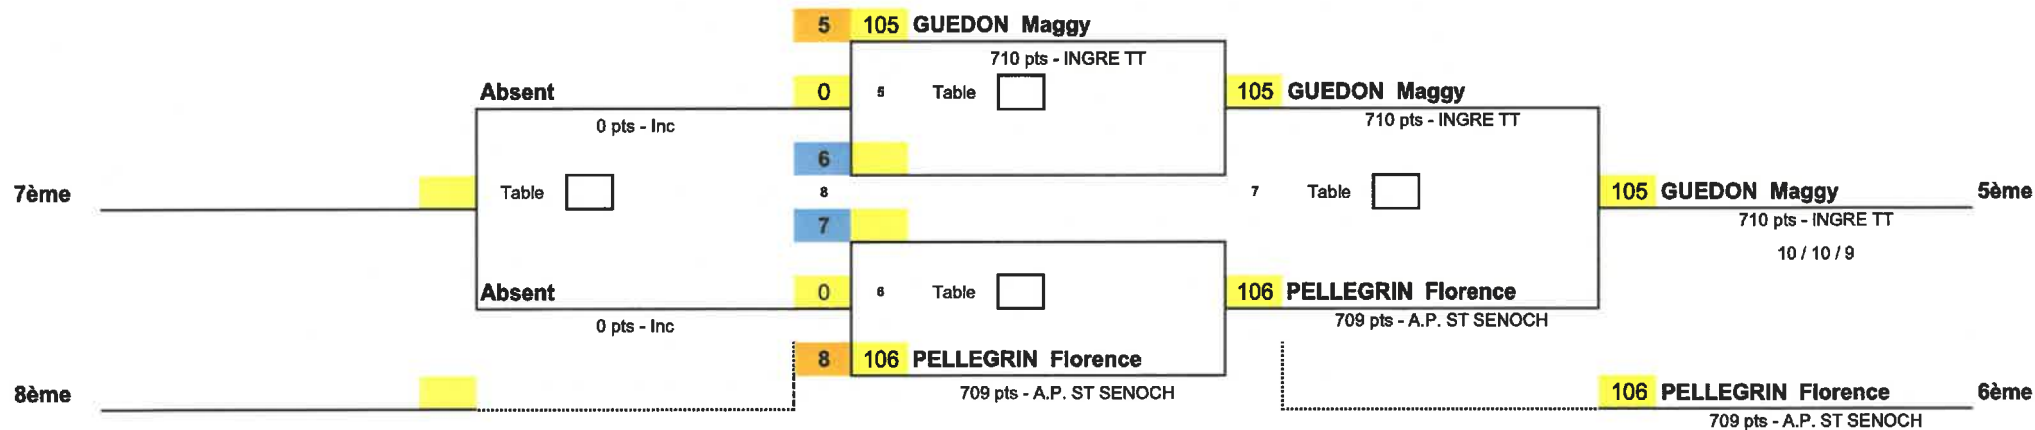 5 105 GUEDON Maggy
710 pts - INGRE TT
Absent 0 5 Table 105 GUEDON Maggy
0 pts - Inc 710 pts - INGRE TT
6
7ème Table 8 7 Table 105 GUEDON Maggy 5ème
7 710 pts - INGRE TT
10 / 10 / 9
Absent 0 6 Table 106 PELLEGRIN Florence
0 pts - Inc 709 pts - A.P. ST SENOCH
8 106 PELLEGRIN Florence
709 pts - A.P. ST SENOCH
8ème 106 PELLEGRIN Florence 6ème
709 pts - A.P. ST SENOCH